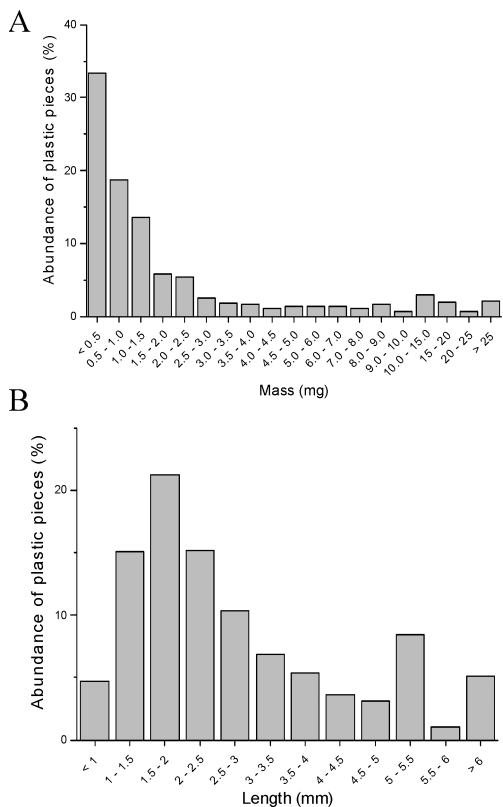 A
Abundance of plastic pieces (%)
40
30
20
10
0
< 0.5
0.5 - 1.0
1.0 -1.5
1.5 - 2.0
2.0 - 2.5
2.5 - 3.0
3.0 - 3.5
3.5 - 4.0
4.0 - 4.5
4.5 - 5.0
5.0 - 6.0
6.0 - 7.0
7.0 - 8.0
8.0 - 9.0
9.0 - 10.0
10.0 - 15.0
15 - 20
20 - 25
> 25
Mass (mg)
B
Abundance of plastic pieces (%)
20
10
0
< 1
1 - 1.5
1.5 - 2
2 - 2.5
2.5 - 3
3 - 3.5
3.5 - 4
4 - 4.5
4.5 - 5
5 - 5.5
5.5 - 6
> 6
Length (mm)